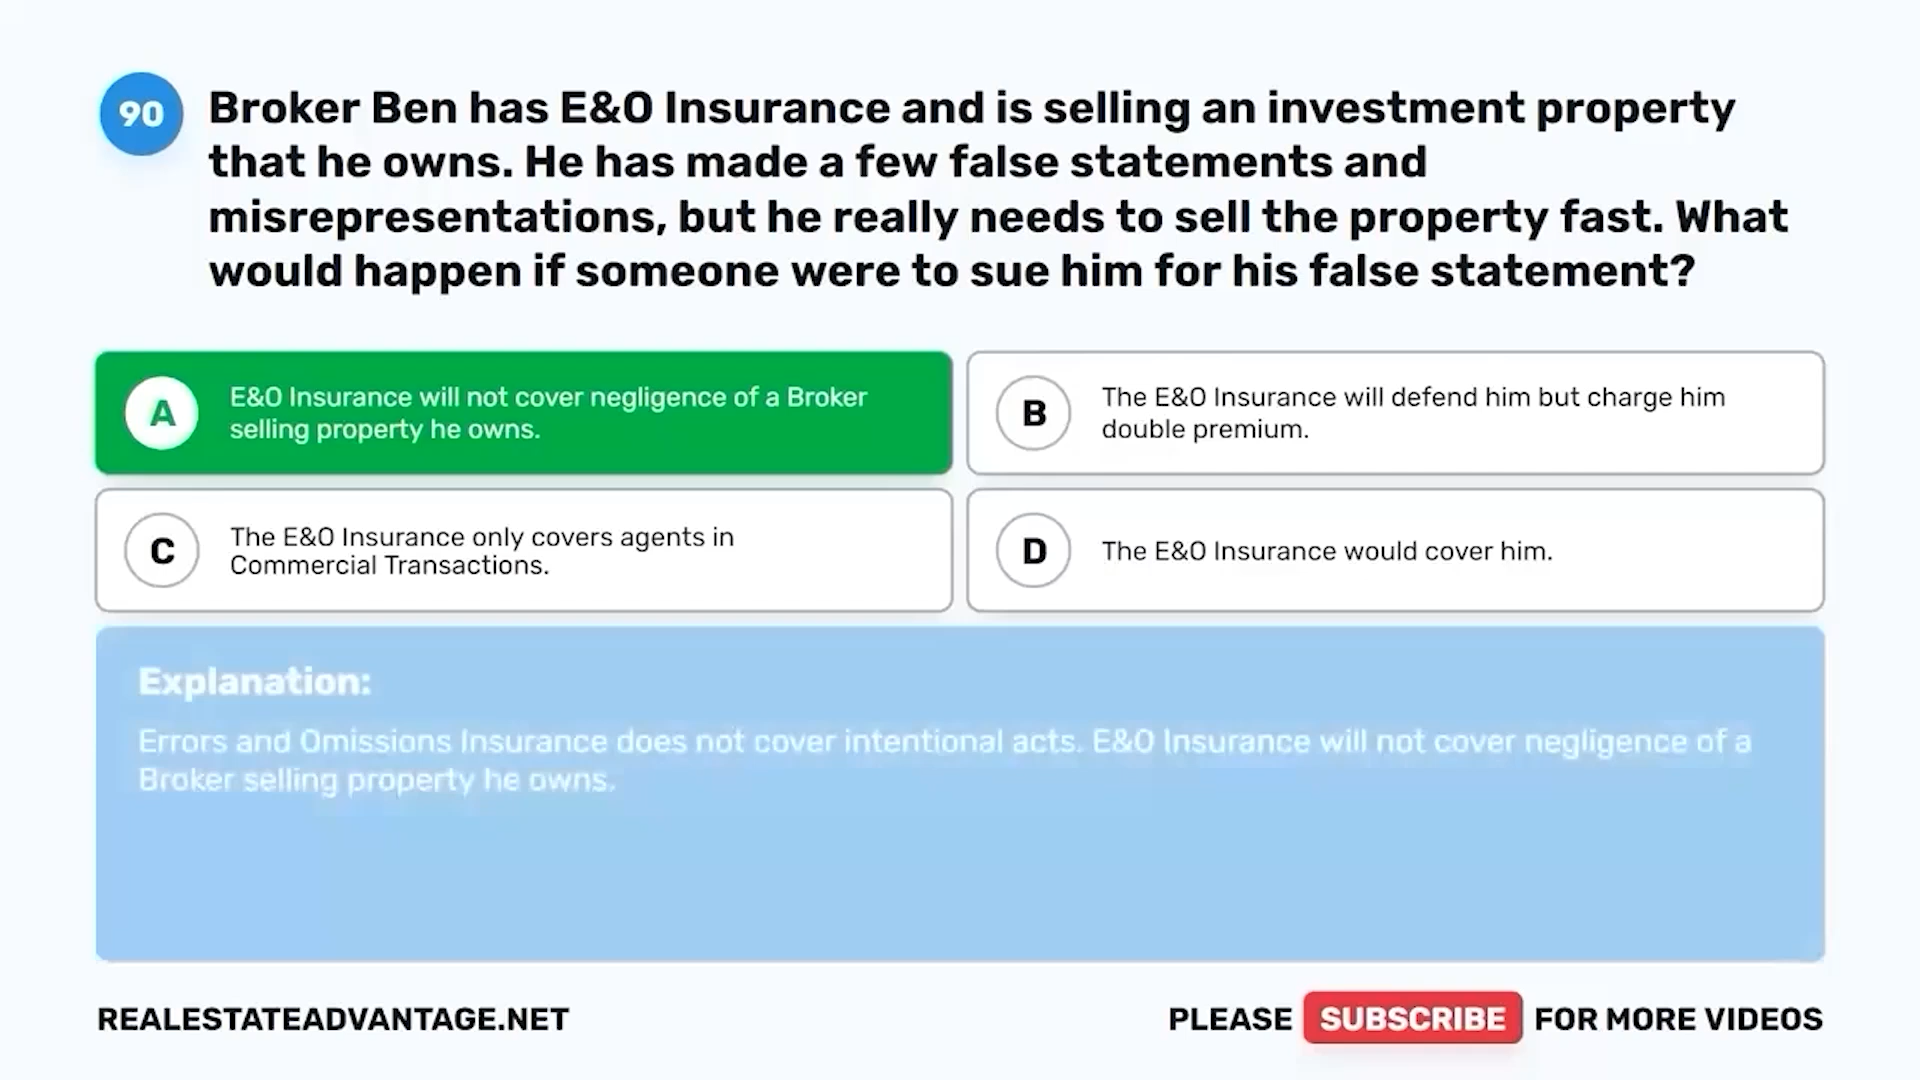 90
Broker Ben has E&O Insurance and is selling an investment property
that he owns. He has made a few false statements and
misrepresentations, but he really needs to sell the property fast. What
would happen if someone were to sue him for his false statement?
A
E&O Insurance will not cover negligence of a Broker
selling property he owns.
B
The E&O Insurance will defend him but charge him
double premium.
C
The E&O Insurance only covers agents in
Commercial Transactions.
D
The E&O Insurance would cover him.
Explanation:
Errors and Omissions Insurance does not cover intentional acts. E&O Insurance will not cover negligence of a
Broker selling property he owns.
REALESTATEADVANTAGE.NET
PLEASE SUBSCRIBE FOR MORE VIDEOS